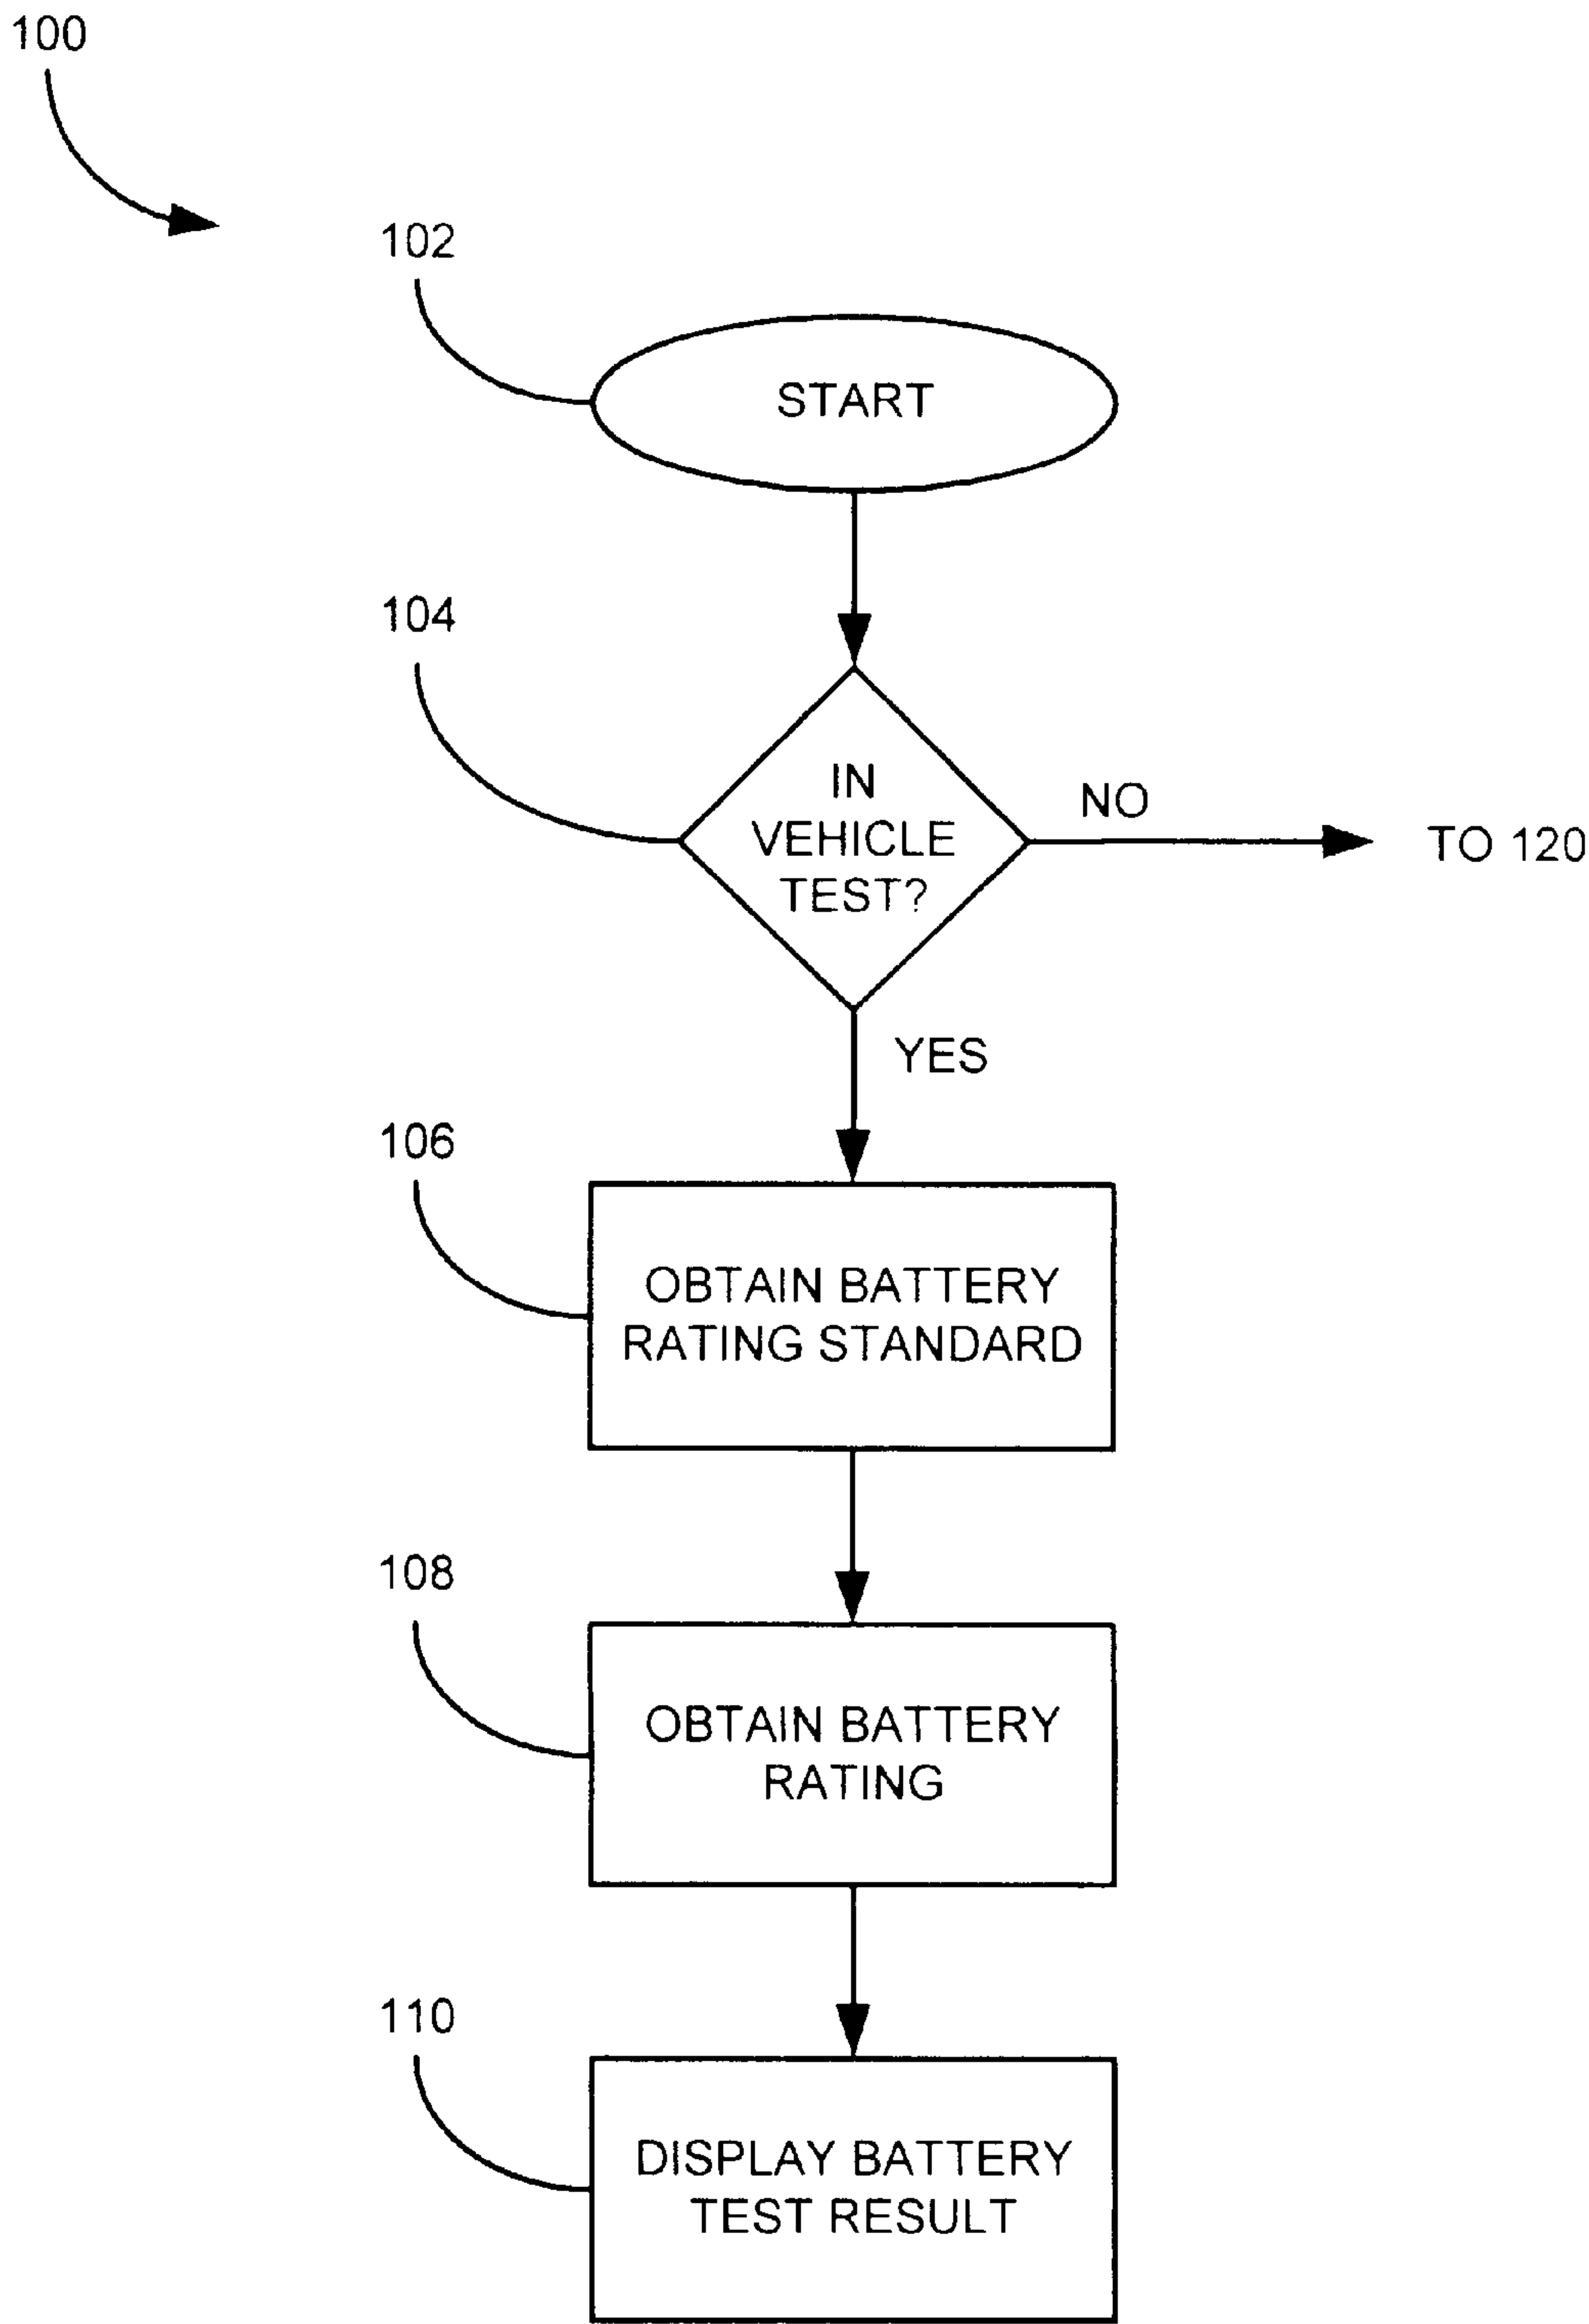 100
102
START
104
IN
VEHICLE
TEST?
NO
TO 120
YES
106
OBTAIN BATTERY
RATING STANDARD
108
OBTAIN BATTERY
RATING
110
DISPLAY BATTERY
TEST RESULT